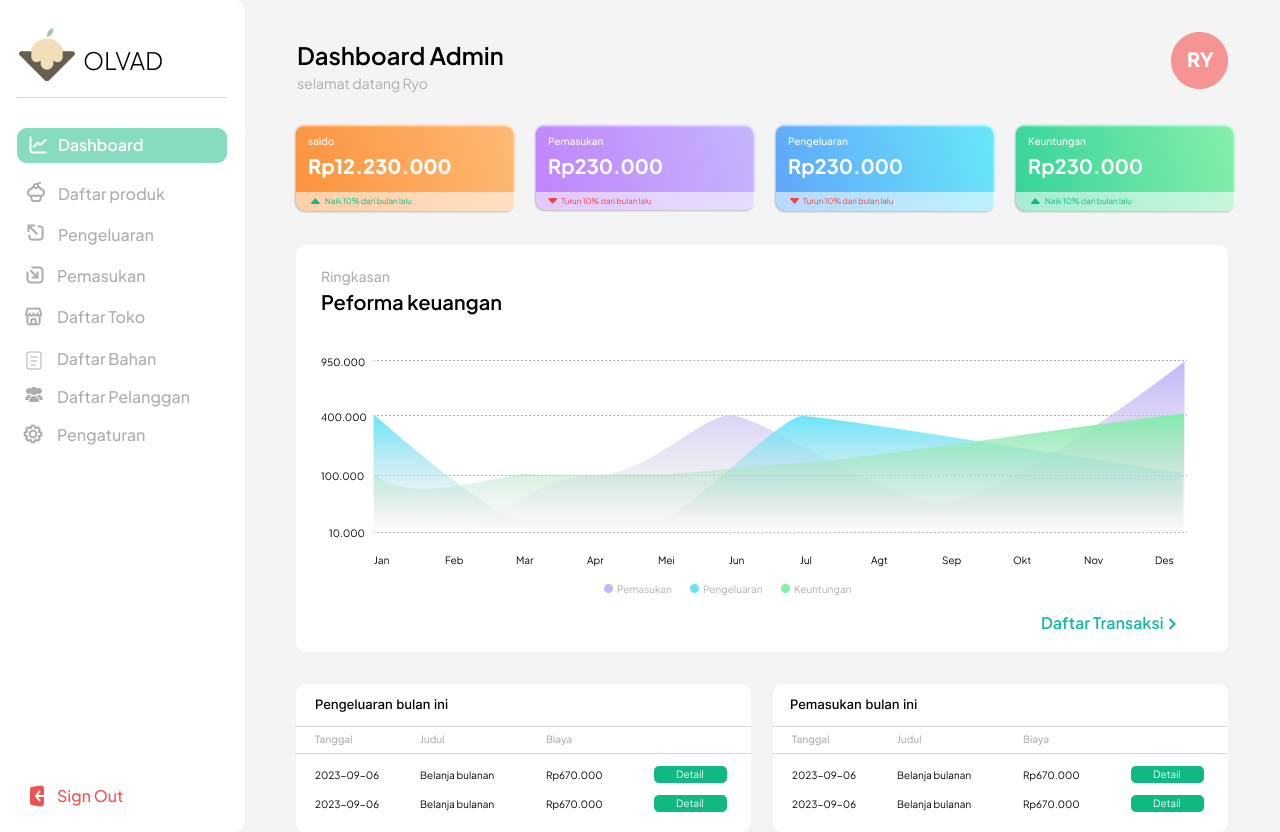 OLVAD
Dashboard
Daftar produk
Pengeluaran
Pemasukan
Daftar Toko
Daftar Bahan
Daftar Pelanggan
Pengaturan
Sign Out
Dashboard Admin
selamat datang Ryo
RY
saldo
Rp12.230.000
Naik 10% dari bulan lalu
Pemasukan
Rp230.000
Turun 10% dari bulan lalu
Pengeluaran
Rp230.000
Turun 10% dari bulan lalu
Keuntungan
Rp230.000
Naik 10% dari bulan lalu
Ringkasan
Peforma keuangan
950.000
400.000
100.000
10.000
Jan Feb Mar Apr Mei Jun Jul Agt Sep Okt Nov Des
Pemasukan Pengeluaran Keuntungan
Daftar Transaksi
Pengeluaran bulan ini
Tanggal Judul Biaya
2023-09-06 Belanja bulanan Rp670.000 Detail
2023-09-06 Belanja bulanan Rp670.000 Detail
Pemasukan bulan ini
Tanggal Judul Biaya
2023-09-06 Belanja bulanan Rp670.000 Detail
2023-09-06 Belanja bulanan Rp670.000 Detail